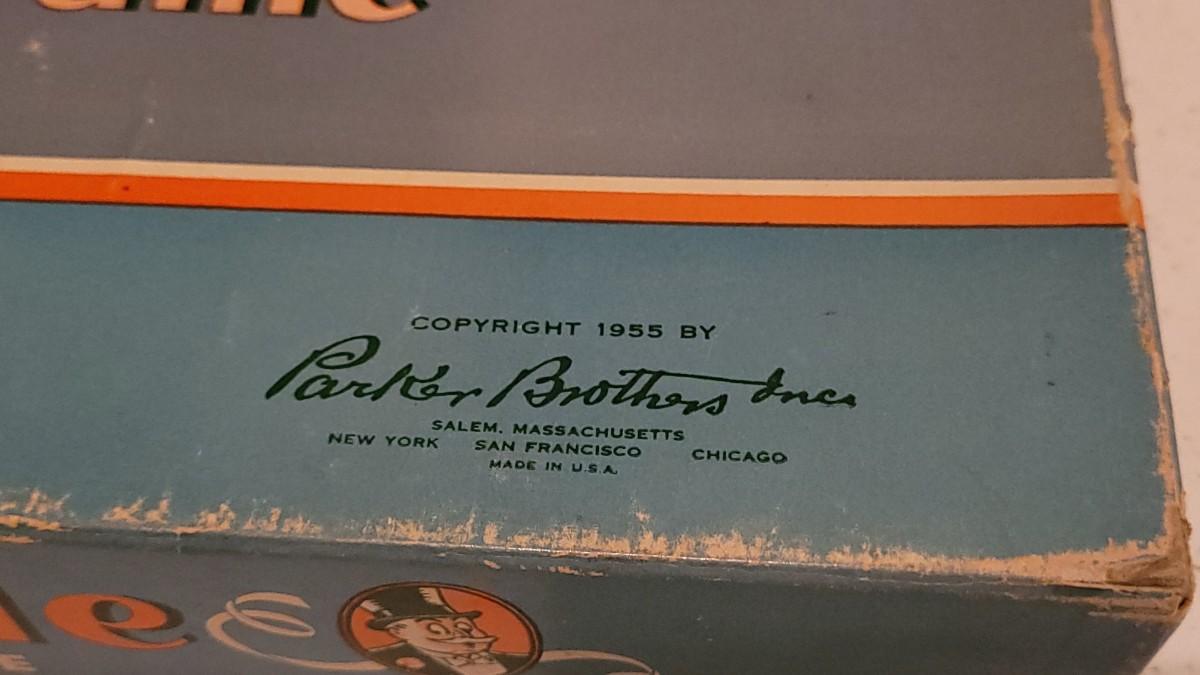 COPYRIGHT 1955 BY
Parker Brothers Inc.
SALEM, MASSACHUSETTS
NEW YORK SAN FRANCISCO CHICAGO
MADE IN U.S.A.